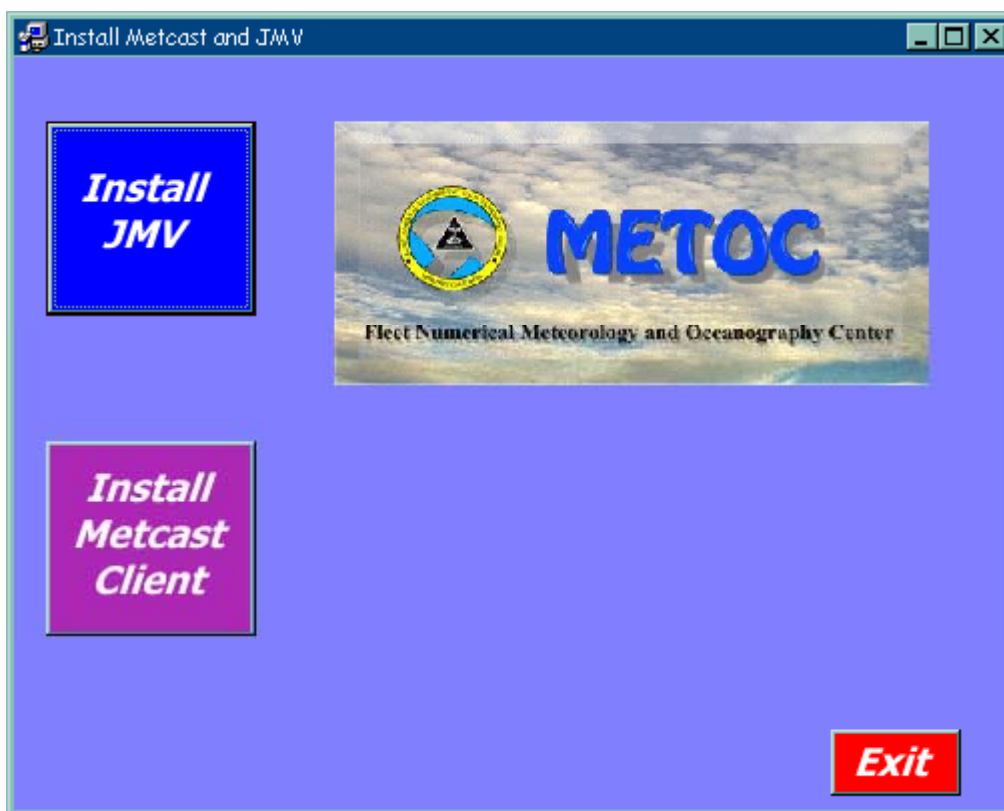 Install Metcast and JMV
Install
JMV
METOC
Fleet Numerical Meteorology and Oceanography Center
Install
Metcast
Client
Exit